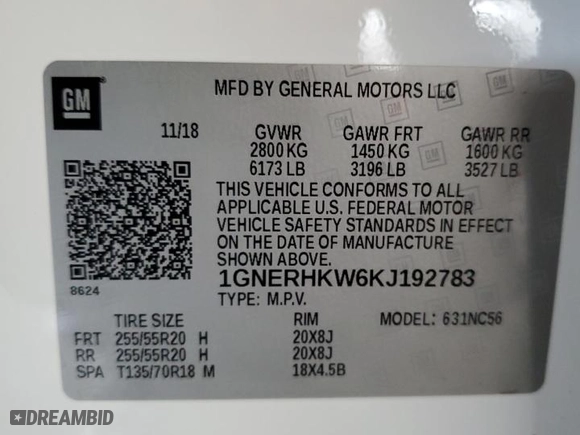 GM
MFD BY GENERAL MOTORS LLC
11/18 GVWR GAWR FRT GAWR RR
2800 KG 1450 KG 1600 KG
6173 LB 3196 LB 3527 LB
THIS VEHICLE CONFORMS TO ALL
APPLICABLE U.S. FEDERAL MOTOR
VEHICLE SAFETY STANDARDS IN EFFECT
ON THE DATE OF MANUFACTURE
SHOWN ABOVE.
8624
1GNERHKW6KJ192783
TYPE: M.P.V.
TIRE SIZE RIM MODEL: 631NC56
FRT 255/55R20 H 20X8J
RR 255/55R20 H 20X8J
SPA T135/70R18 M 18X4.5B
DREAMBID